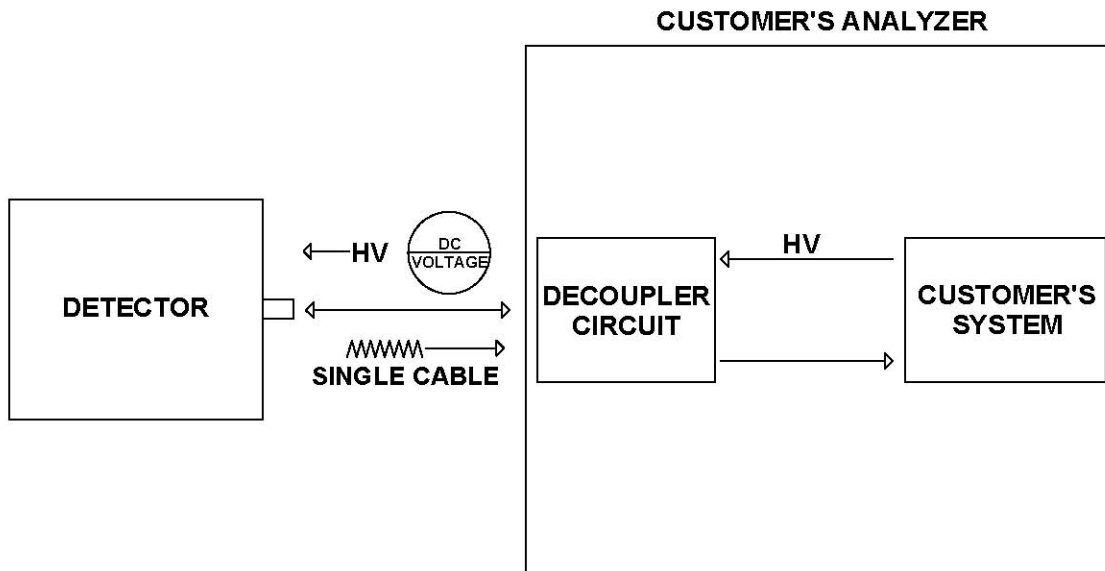 CUSTOMER'S ANALYZER
HV
DC
VOLTAGE
HV
DETECTOR
DECOUPLER
CIRCUIT
CUSTOMER'S
SYSTEM
SINGLE CABLE